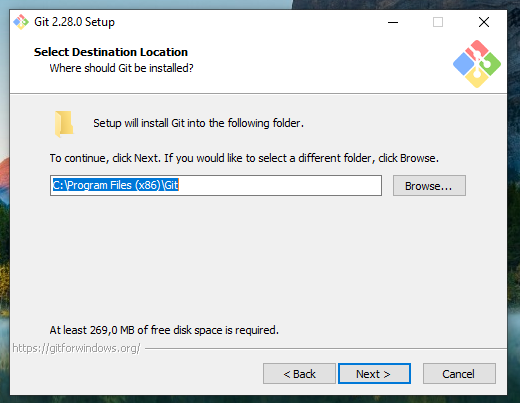 Git 2.28.0 Setup
Select Destination Location
Where should Git be installed?
Setup will install Git into the following folder.
To continue, click Next. If you would like to select a different folder, click Browse.
C:\Program Files (x86)\Git
Browse...
At least 269,0 MB of free disk space is required.
https://gitforwindows.org/
< Back
Next >
Cancel